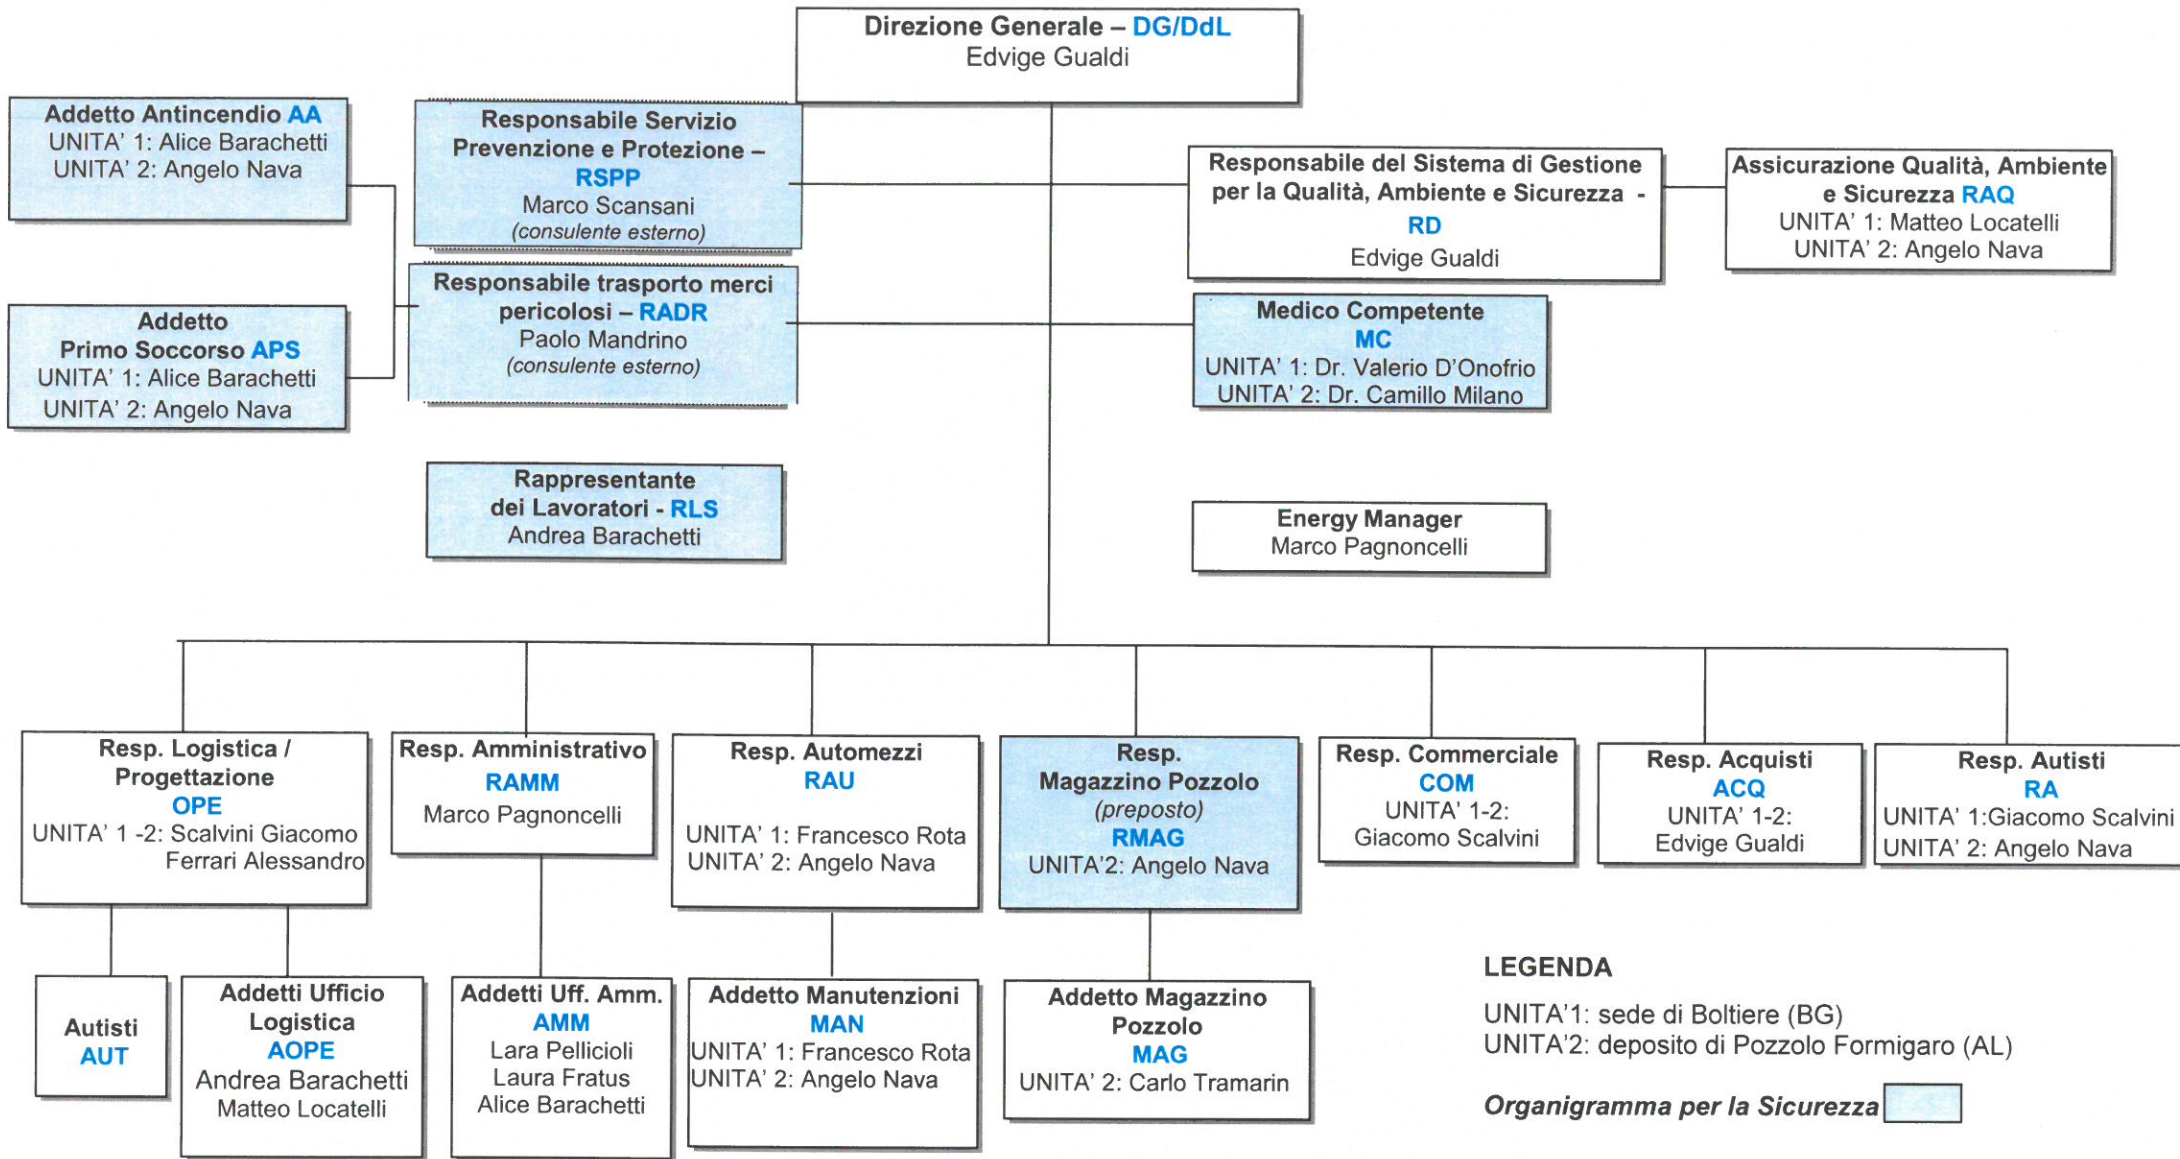 Direzione Generale – DG/DdL
Edvige Gualdi
Addetto Antincendio AA
UNITA' 1: Alice Barachetti
UNITA' 2: Angelo Nava
Responsabile Servizio
Prevenzione e Protezione –
RSPP
Marco Scansani
(consulente esterno)
Responsabile del Sistema di Gestione
per la Qualità, Ambiente e Sicurezza -
RD
Edvige Gualdi
Assicurazione Qualità, Ambiente
e Sicurezza RAQ
UNITA' 1: Matteo Locatelli
UNITA' 2: Angelo Nava
Addetto
Primo Soccorso APS
UNITA' 1: Alice Barachetti
UNITA' 2: Angelo Nava
Responsabile trasporto merci
pericolosi – RADR
Paolo Mandrino
(consulente esterno)
Medico Competente
MC
UNITA' 1: Dr. Valerio D'Onofrio
UNITA' 2: Dr. Camillo Milano
Rappresentante
dei Lavoratori - RLS
Andrea Barachetti
Energy Manager
Marco Pagnoncelli
Resp. Logistica /
Progettazione
OPE
UNITA' 1 -2: Scalvini Giacomo
Ferrari Alessandro
Resp. Amministrativo
RAMM
Marco Pagnoncelli
Resp. Automezzi
RAU
UNITA' 1: Francesco Rota
UNITA' 2: Angelo Nava
Resp.
Magazzino Pozzolo
(preposto)
RMAG
UNITA'2: Angelo Nava
Resp. Commerciale
COM
UNITA' 1-2:
Giacomo Scalvini
Resp. Acquisti
ACQ
UNITA' 1-2:
Edvige Gualdi
Resp. Autisti
RA
UNITA' 1:Giacomo Scalvini
UNITA' 2: Angelo Nava
Autisti
AUT
Addetti Ufficio
Logistica
AOPE
Andrea Barachetti
Matteo Locatelli
Addetti Uff. Amm.
AMM
Lara Pellicioli
Laura Fratus
Alice Barachetti
Addetto Manutenzioni
MAN
UNITA' 1: Francesco Rota
UNITA' 2: Angelo Nava
Addetto Magazzino
Pozzolo
MAG
UNITA' 2: Carlo Tramarin
LEGENDA
UNITA'1: sede di Boltiere (BG)
UNITA'2: deposito di Pozzolo Formigaro (AL)
Organigramma per la Sicurezza